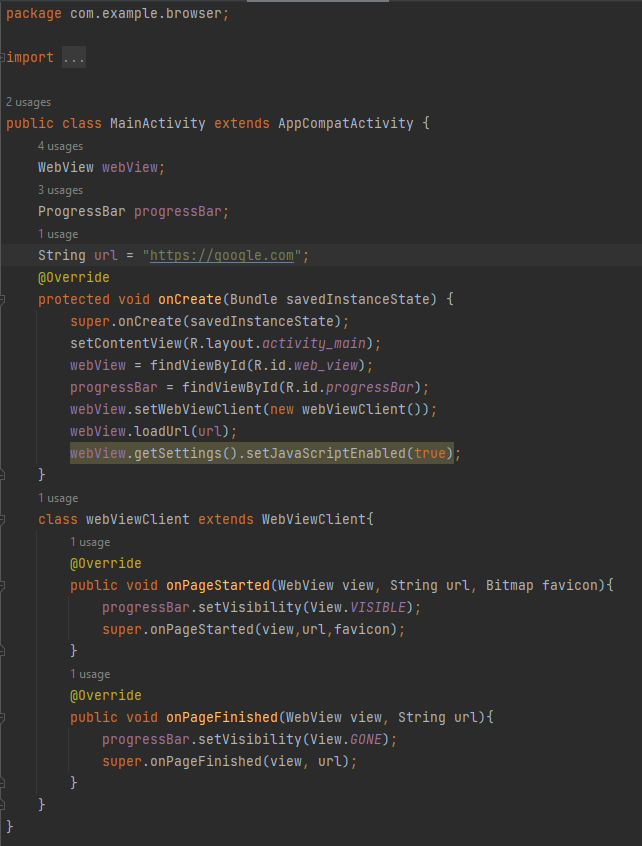 package com.example.browser;
import ...
2 usages
public class MainActivity extends AppCompatActivity {
4 usages
WebView webView;
3 usages
ProgressBar progressBar;
1 usage
String url = "https://google.com";
@Override
protected void onCreate(Bundle savedInstanceState) {
super.onCreate(savedInstanceState);
setContentView(R.layout.activity_main);
webView = findViewById(R.id.web_view);
progressBar = findViewById(R.id.progressBar);
webView.setWebViewClient(new webViewClient());
webView.loadUrl(url);
webView.getSettings().setJavaScriptEnabled(true);
}
1 usage
class webViewClient extends WebViewClient{
1 usage
@Override
public void onPageStarted(WebView view, String url, Bitmap favicon){
progressBar.setVisibility(View.VISIBLE);
super.onPageStarted(view,url,favicon);
}
1 usage
@Override
public void onPageFinished(WebView view, String url){
progressBar.setVisibility(View.GONE);
super.onPageFinished(view, url);
}
}
}